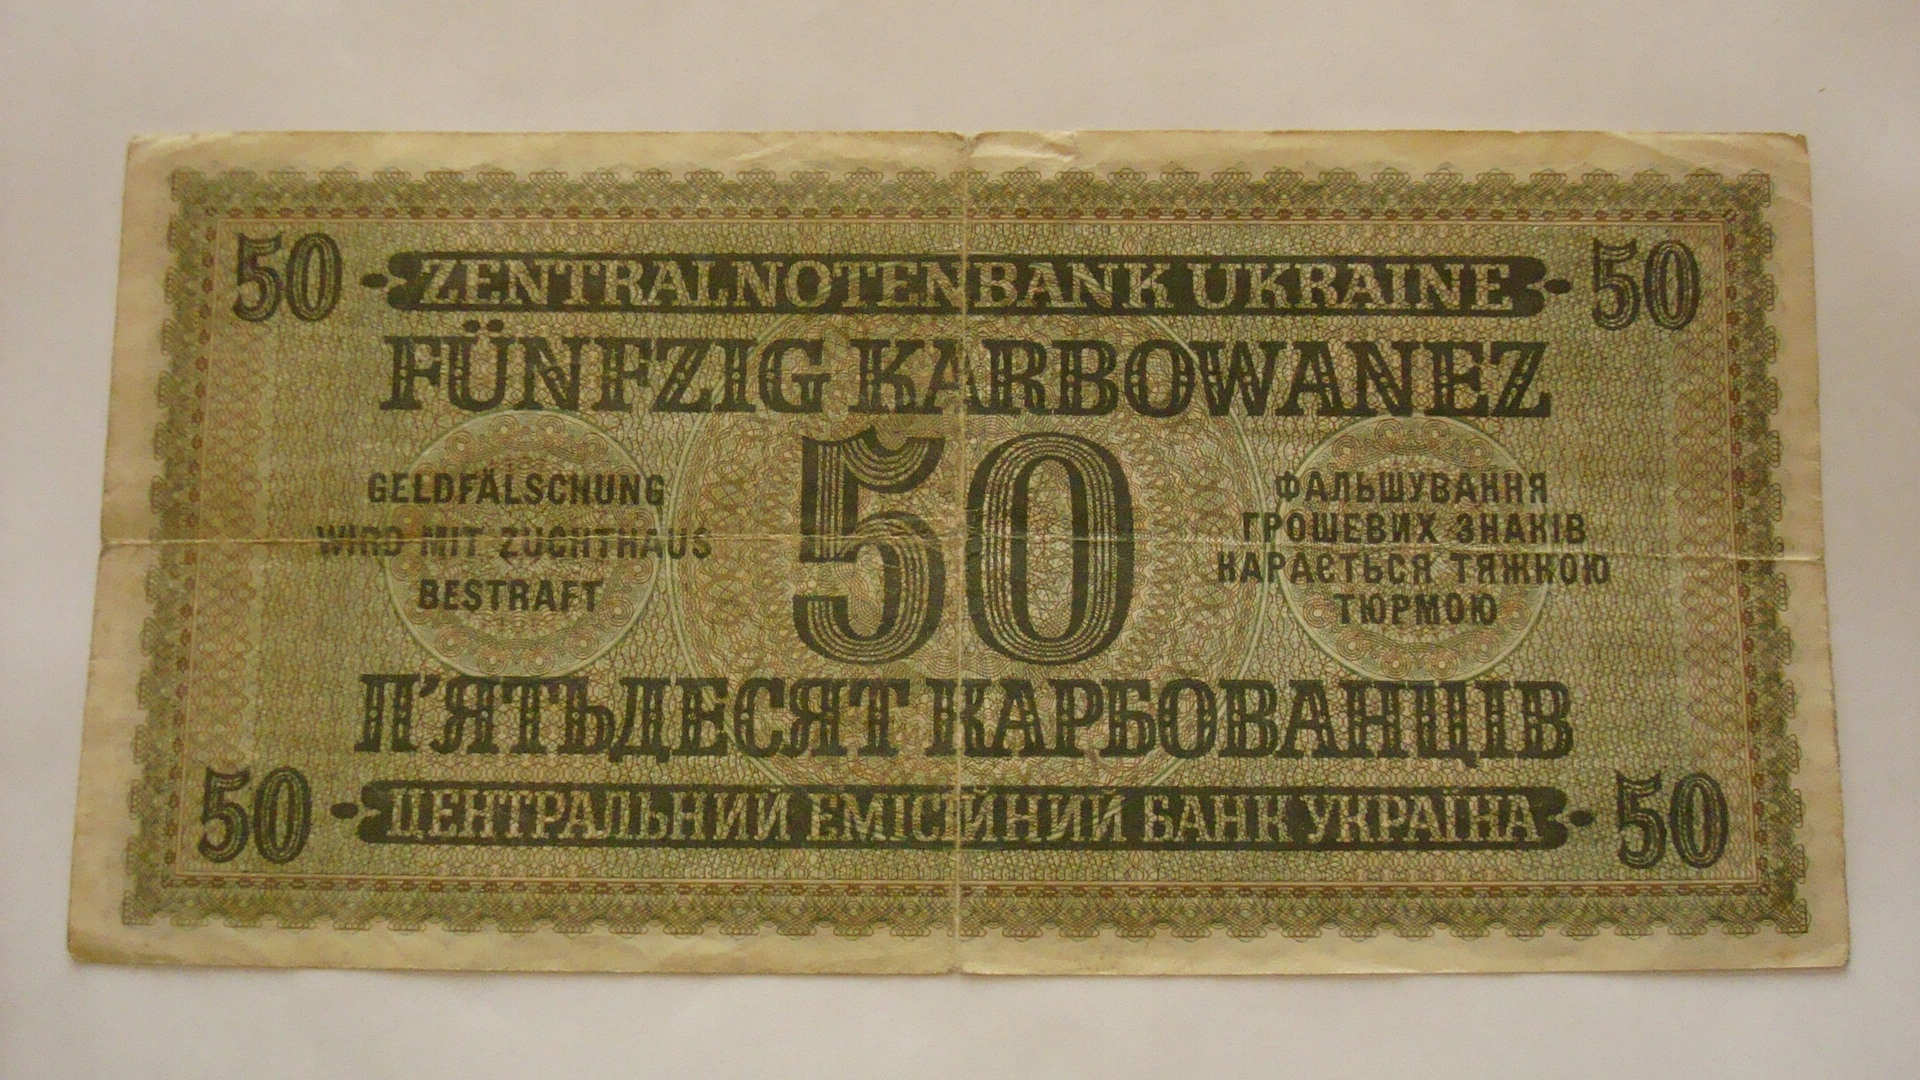 50 ZENTRALNOTENBANK UKRAINE 50
FÜNFZIG KARBOWANEZ
GELDFÄLSCHUNG
WIRD MIT ZUCHTHAUS
BESTRAFT
50
ФАЛЬШУВАННЯ
ГРОШЕВИХ ЗНАКІВ
КАРАЄТЬСЯ ТЯЖКОЮ
ТЮРМОЮ
П'ЯТЬДЕСЯТ КАРБОВАНЦІВ
50 ЦЕНТРАЛЬНИЙ ЕМІСІЙНИЙ БАНК УКРАЇНА 50